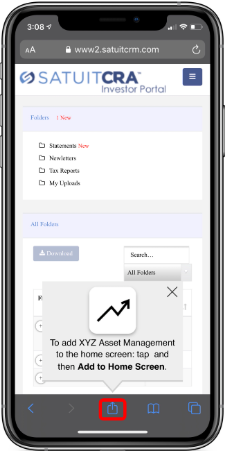 3:08
AA www2.satuitcrm.com
SATUITCRA™
Investor Portal
Folders 1 New
Statements New
Newletters
Tax Reports
My Uploads
All Folders
Download
Search...
All Folders
To add XYZ Asset Management
to the home screen: tap and
then Add to Home Screen.